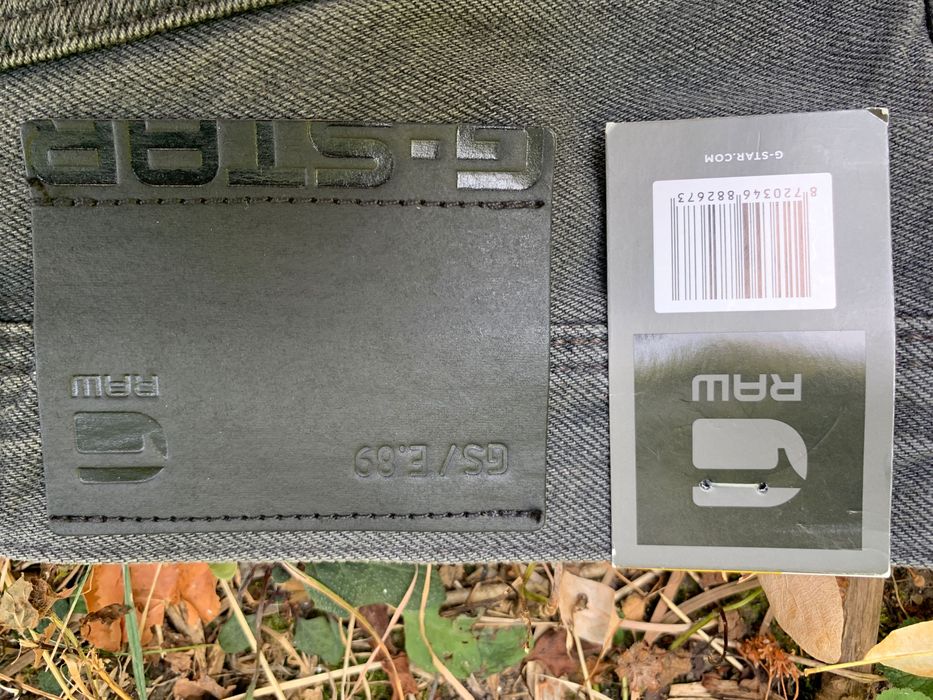 G-STAR
RAW
GS/E.89
G-STAR.COM
8 720346 882673
RAW